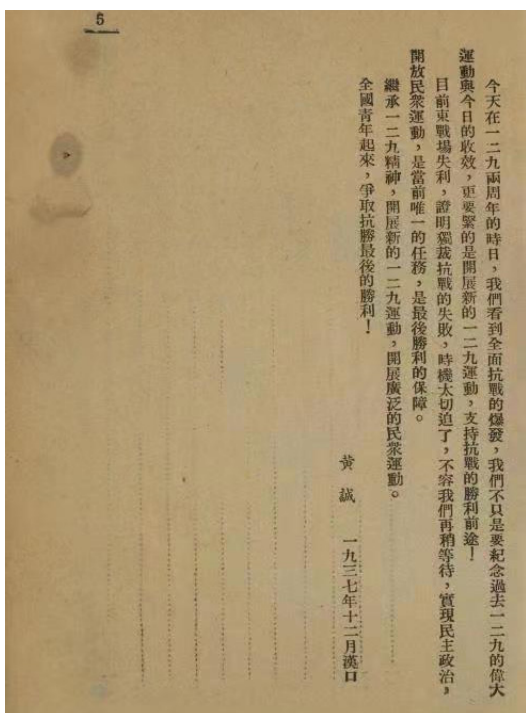 5
今天在一二九兩周年的時日，我們看到全面抗戰的爆發，我們不只是要紀念過去一二九的偉大
運動與今日的收效，更要緊的是開展新的一二九運動，支持抗戰的勝利前途！
目前東戰場失利，證明獨裁抗戰的失敗，時機太切迫了，不容我們再稍等待，實現民主政治，
開放民衆運動，是當前唯一的任務，是最後勝利的保障。
繼承一二九精神，開展新的一二九運動，開展廣泛的民衆運動。
全國青年起來，爭取抗勝最後的勝利！
黃誠　一九三七年十二月漢口